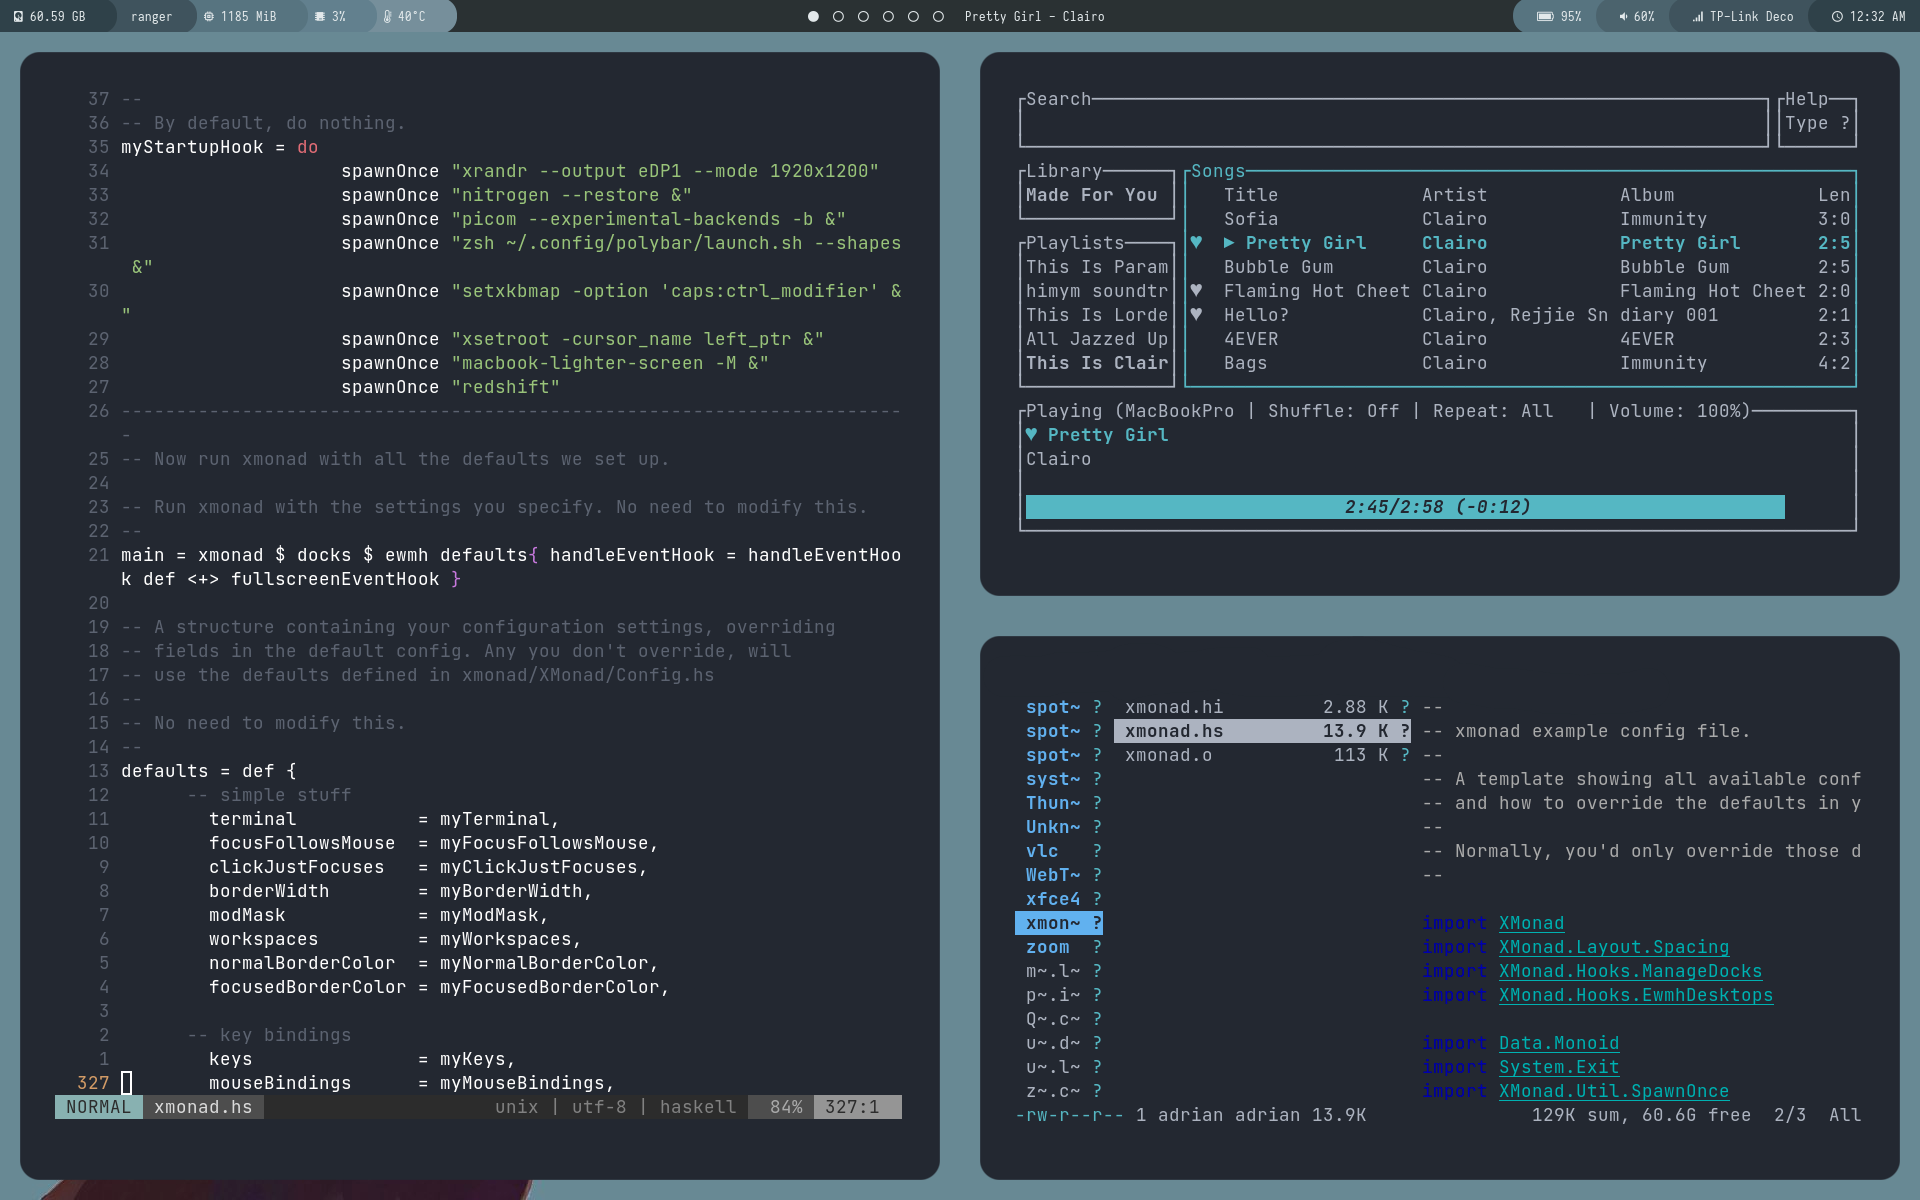 60.59 GB ranger 1185 MiB 3% 40°C Pretty Girl - Clairo 95% 60% TP-Link Deco 12:32 AM
37 --
36 -- By default, do nothing.
35 myStartupHook = do
34 spawnOnce "xrandr --output eDP1 --mode 1920x1200"
33 spawnOnce "nitrogen --restore &"
32 spawnOnce "picom --experimental-backends -b &"
31 spawnOnce "zsh ~/.config/polybar/launch.sh --shapes
&"
30 spawnOnce "setxkbmap -option 'caps:ctrl_modifier' &
"
29 spawnOnce "xsetroot -cursor_name left_ptr &"
28 spawnOnce "macbook-lighter-screen -M &"
27 spawnOnce "redshift"
26 -----------------------------------------------------------------------
-
25 -- Now run xmonad with all the defaults we set up.
24
23 -- Run xmonad with the settings you specify. No need to modify this.
22 --
21 main = xmonad $ docks $ ewmh defaults{ handleEventHook = handleEventHoo
k def <+> fullscreenEventHook }
20
19 -- A structure containing your configuration settings, overriding
18 -- fields in the default config. Any you don't override, will
17 -- use the defaults defined in xmonad/XMonad/Config.hs
16 --
15 -- No need to modify this.
14 --
13 defaults = def {
12 -- simple stuff
11 terminal = myTerminal,
10 focusFollowsMouse = myFocusFollowsMouse,
9 clickJustFocuses = myClickJustFocuses,
8 borderWidth = myBorderWidth,
7 modMask = myModMask,
6 workspaces = myWorkspaces,
5 normalBorderColor = myNormalBorderColor,
4 focusedBorderColor = myFocusedBorderColor,
3
2 -- key bindings
1 keys = myKeys,
327 mouseBindings = myMouseBindings,
NORMAL xmonad.hs unix | utf-8 | haskell 84% 327:1
Search
Help
Type ?
Library
Made For You
Playlists
This Is Param
himym soundtr
This Is Lorde
All Jazzed Up
This Is Clair
Songs
Title Artist Album Len
Sofia Clairo Immunity 3:0
♥ ▶ Pretty Girl Clairo Pretty Girl 2:5
Bubble Gum Clairo Bubble Gum 2:5
♥ Flaming Hot Cheet Clairo Flaming Hot Cheet 2:0
♥ Hello? Clairo, Rejjie Sn diary 001 2:1
4EVER Clairo 4EVER 2:3
Bags Clairo Immunity 4:2
Playing (MacBookPro | Shuffle: Off | Repeat: All | Volume: 100%)
♥ Pretty Girl
Clairo
2:45/2:58 (-0:12)
spot~ ? xmonad.hi 2.88 K ? --
spot~ ? xmonad.hs 13.9 K ? -- xmonad example config file.
spot~ ? xmonad.o 113 K ? --
syst~ ? -- A template showing all available conf
Thun~ ? -- and how to override the defaults in y
Unkn~ ? --
vlc ? -- Normally, you'd only override those d
WebT~ ? --
xfce4 ?
xmon~ ? import XMonad
zoom ? import XMonad.Layout.Spacing
m~.l~ ? import XMonad.Hooks.ManageDocks
p~.i~ ? import XMonad.Hooks.EwmhDesktops
Q~.c~ ?
u~.d~ ? import Data.Monoid
u~.l~ ? import System.Exit
z~.c~ ? import XMonad.Util.SpawnOnce
-rw-r--r-- 1 adrian adrian 13.9K 129K sum, 60.6G free 2/3 All